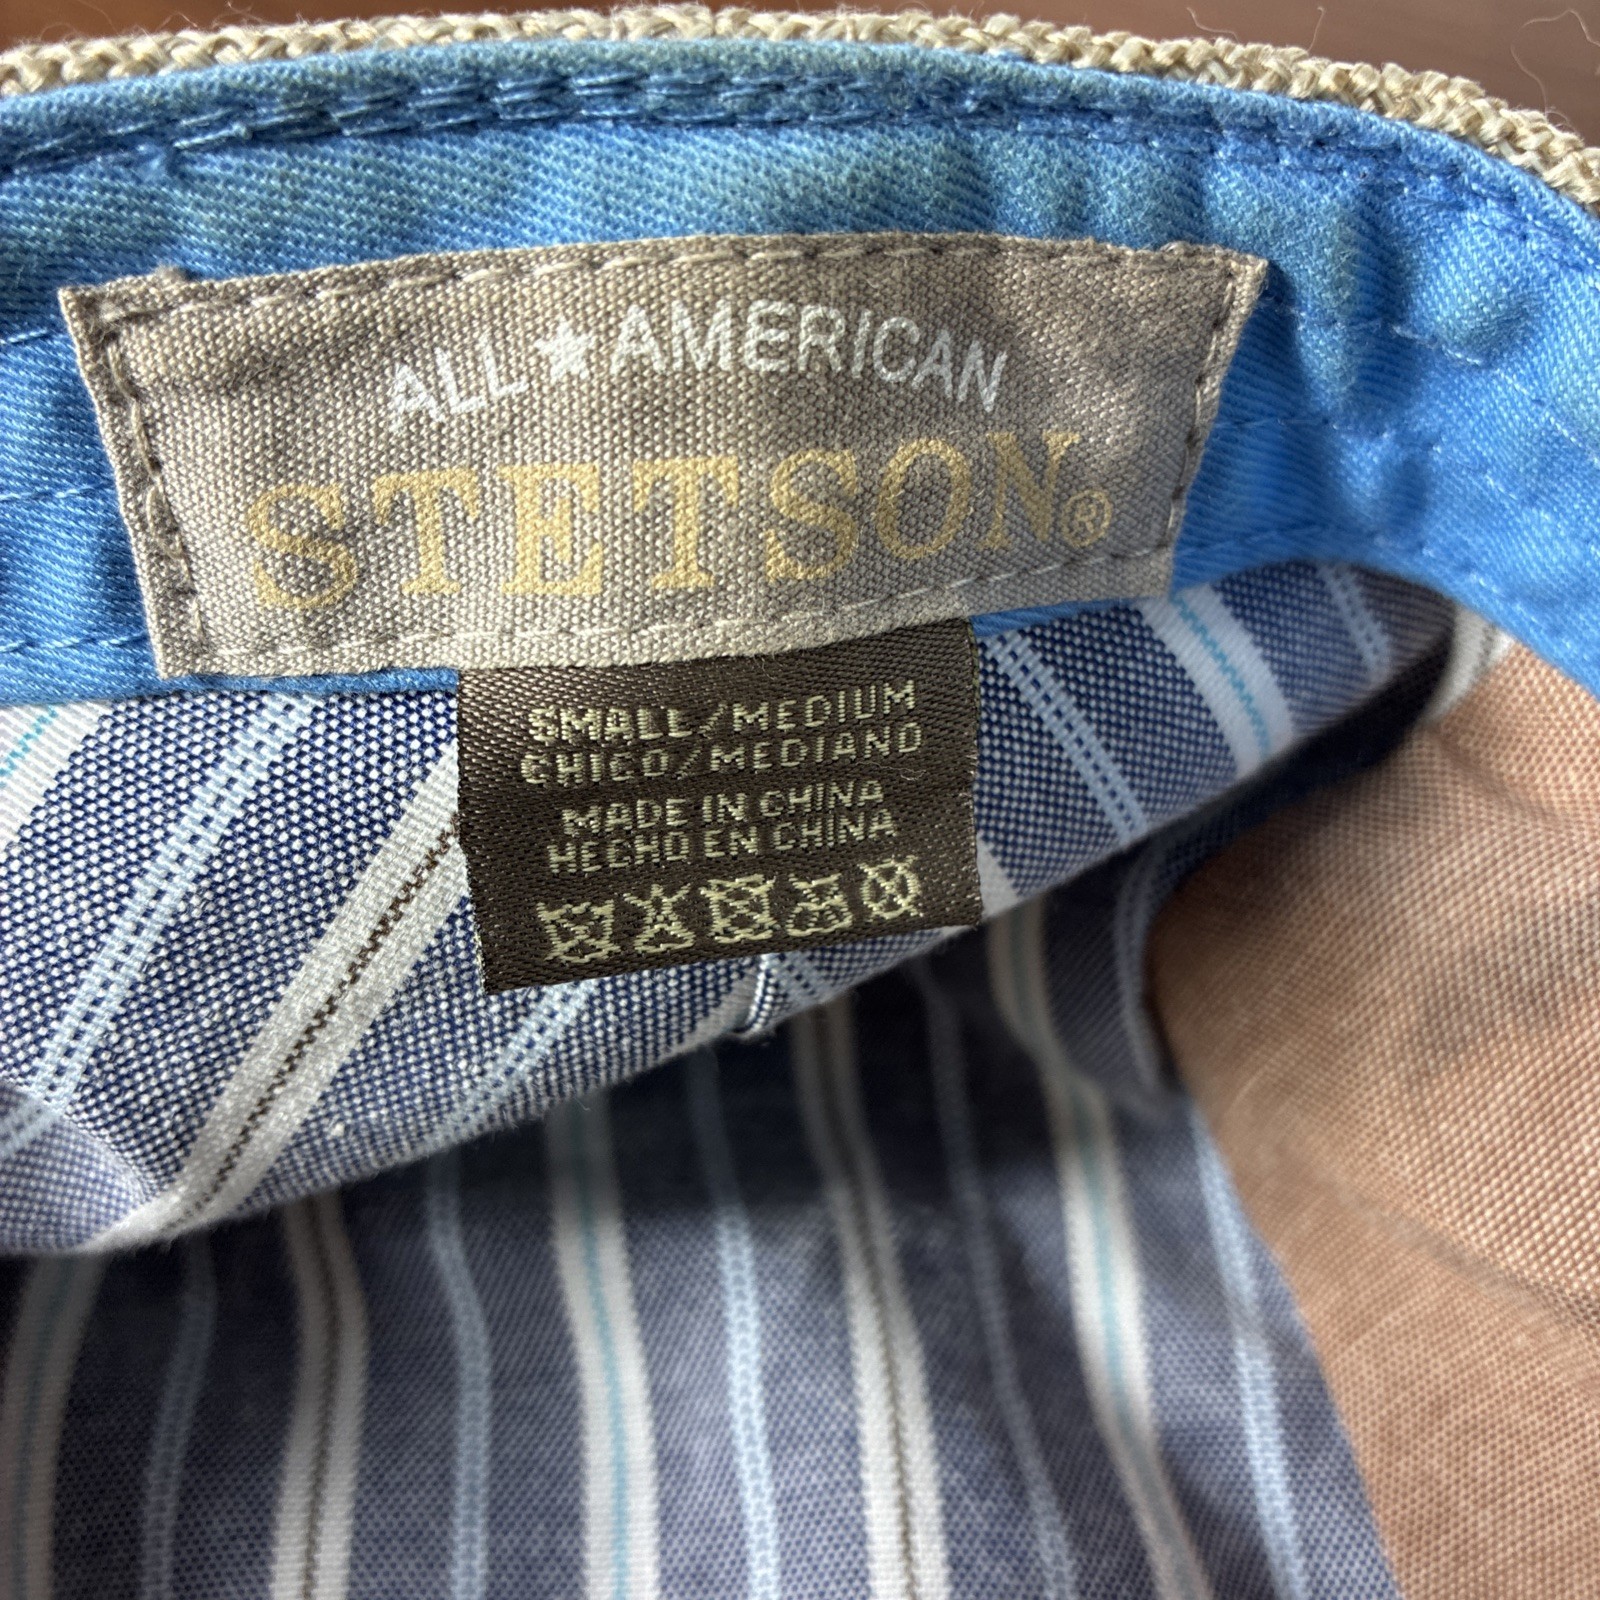 ALL★AMERICAN
STETSON®
SMALL/MEDIUM
CHICO/MEDIANO
MADE IN CHINA
HECHO EN CHINA